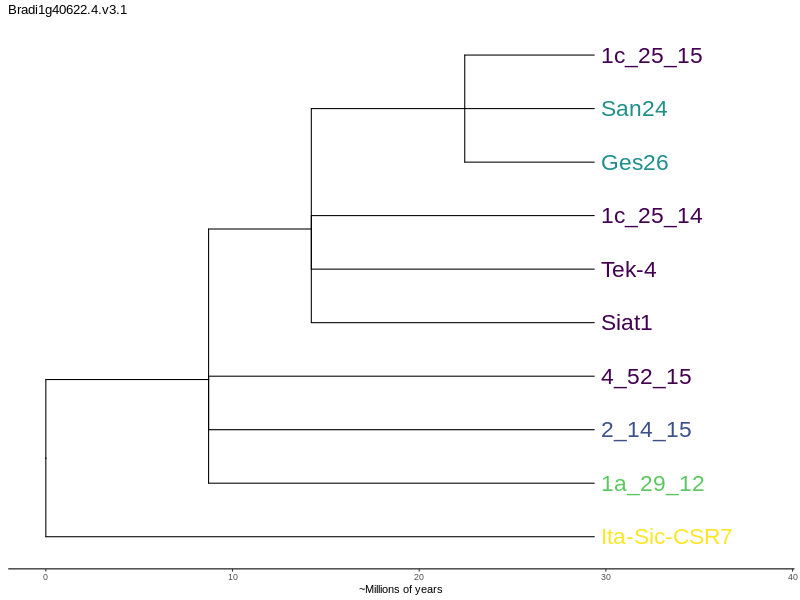 Bradi1g40622.4.v3.1
1c_25_15
San24
Ges26
1c_25_14
Tek-4
Siat1
4_52_15
2_14_15
1a_29_12
Ita-Sic-CSR7
0 10 20 30 40
~Millions of years